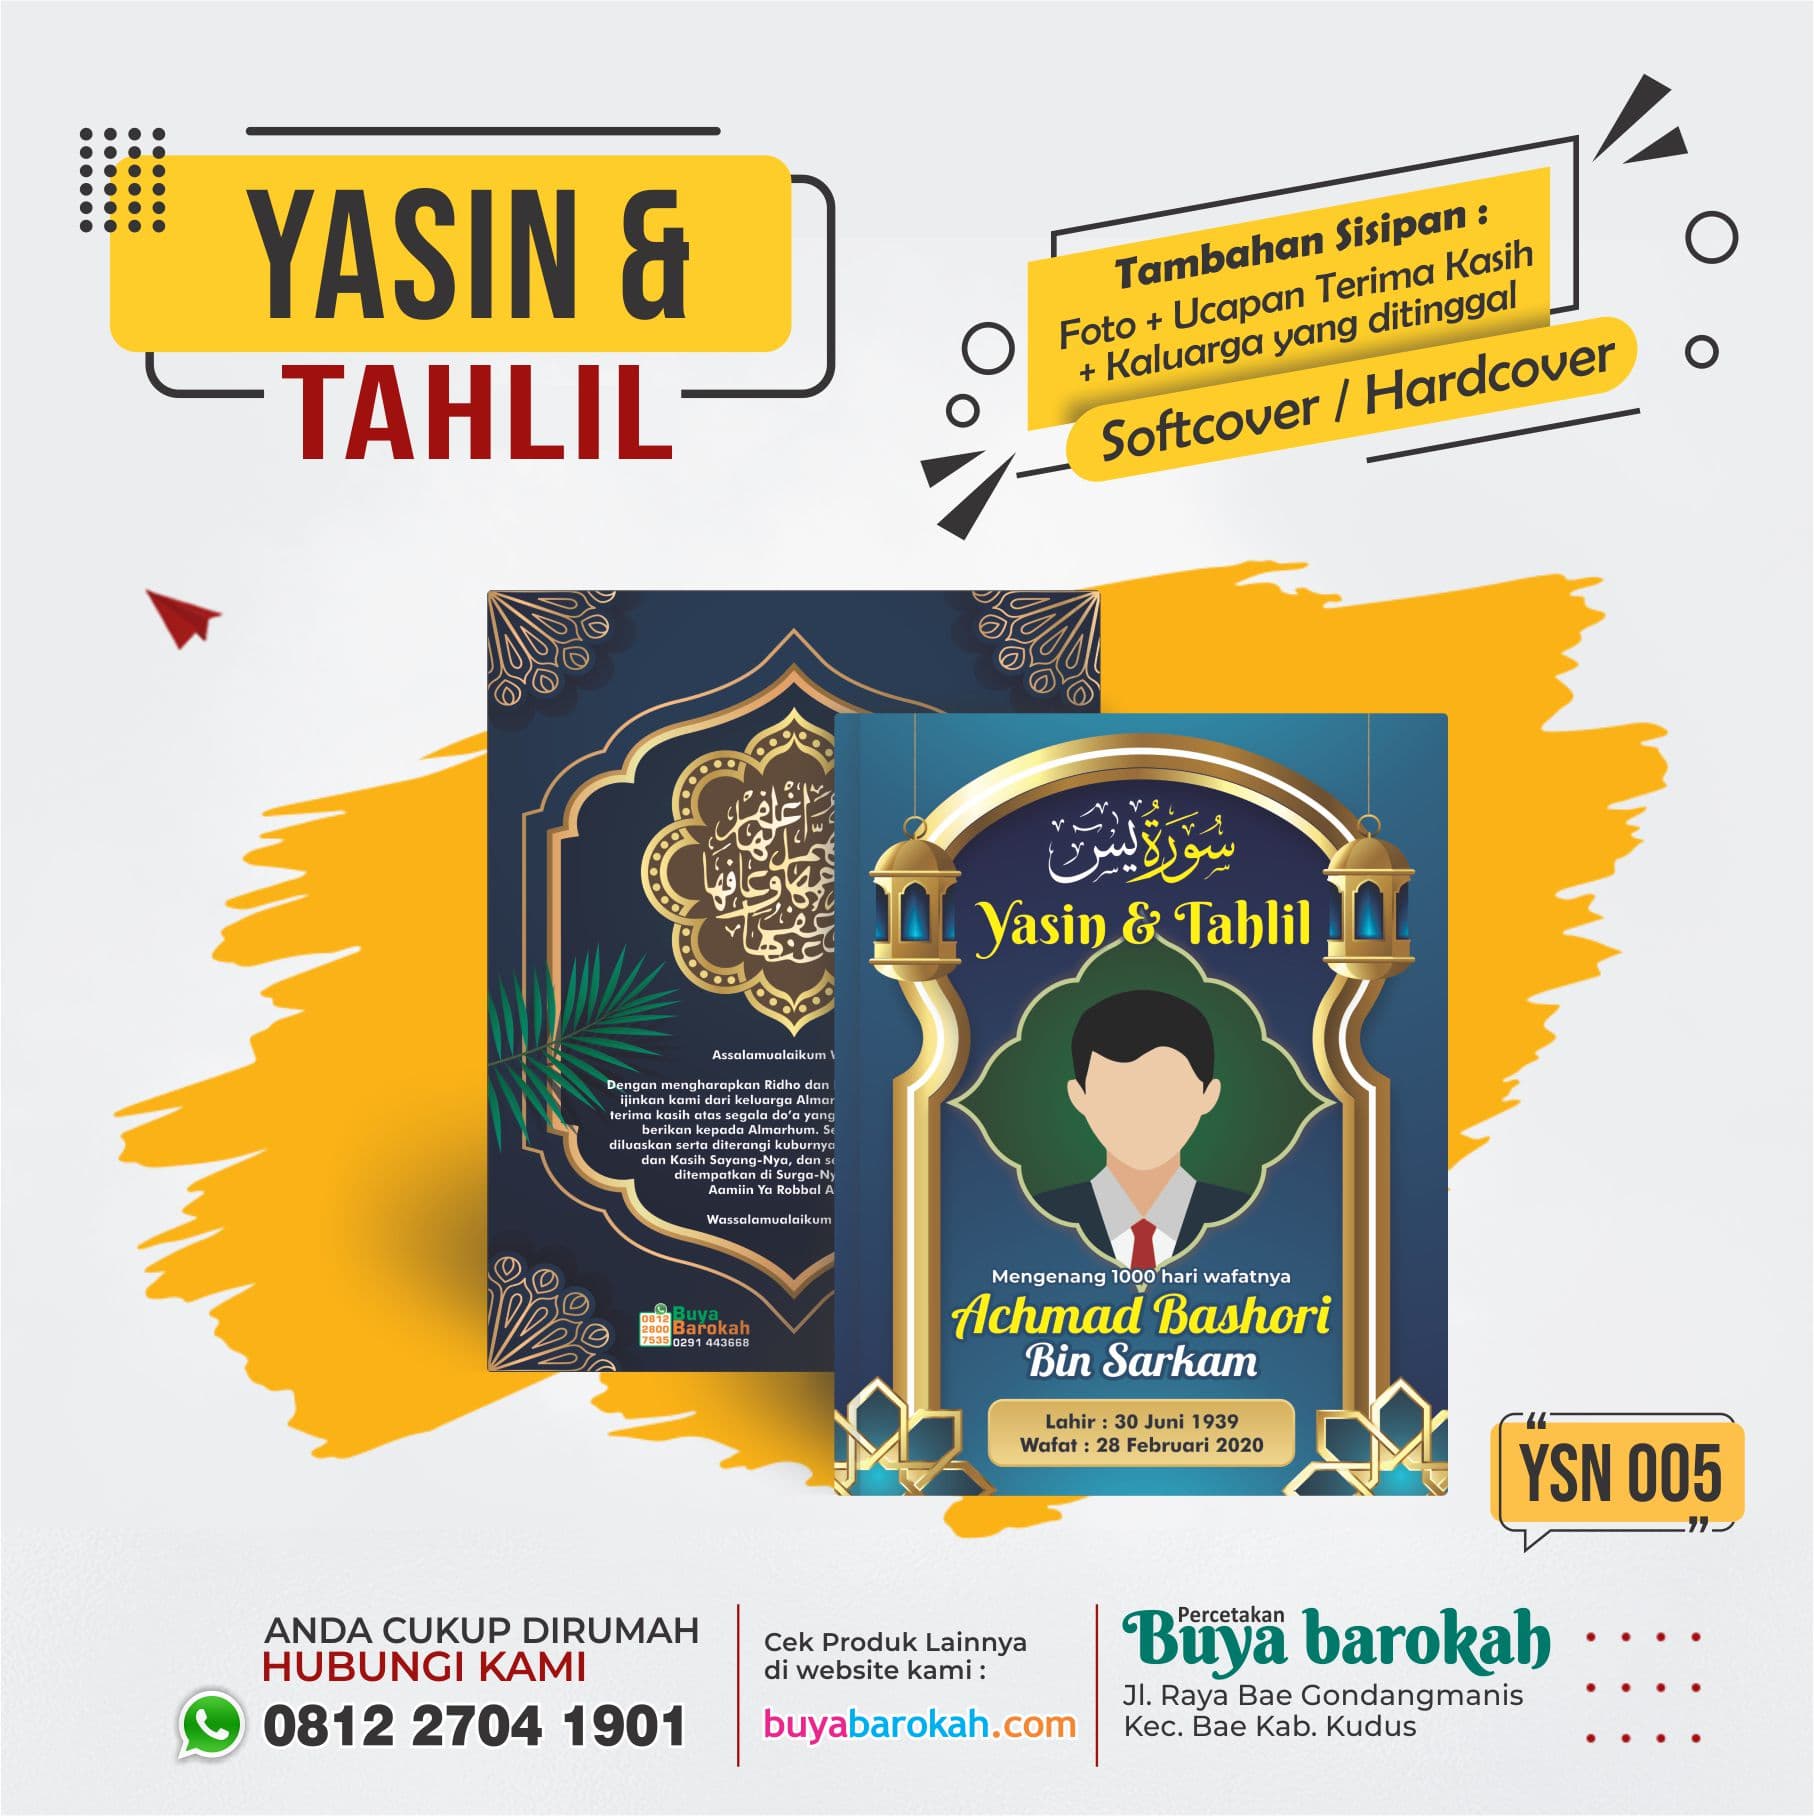 YASIN &
TAHLIL
Tambahan Sisipan :
Foto + Ucapan Terima Kasih
+ Kaluarga yang ditinggal
Softcover / Hardcover
Assalamualaikum
Dengan mengharapkan Ridho dan
ijinkan kami dari keluarga
terima kasih atas segala do'a yang
berikan kepada Almarhum.
diluaskan serta diterangi kuburnya
dan Kasih Sayang-Nya, dan
ditempatkan di
Aamiin Ya Robbal
Wassalamualaikum
0812
2800
7535
Buya
Barokah
0291 443668
سورة يس
Yasin & Tahlil
Mengenang 1000 hari wafatnya
Achmad Bashori
Bin Sarkam
Lahir : 30 Juni 1939
Wafat : 28 Februari 2020
“
YSN 005
”
ANDA CUKUP DIRUMAH
HUBUNGI KAMI
0812 2704 1901
Cek Produk Lainnya
di website kami :
buyabarokah.com
Percetakan
Buya barokah
Jl. Raya Bae Gondangmanis
Kec. Bae Kab. Kudus